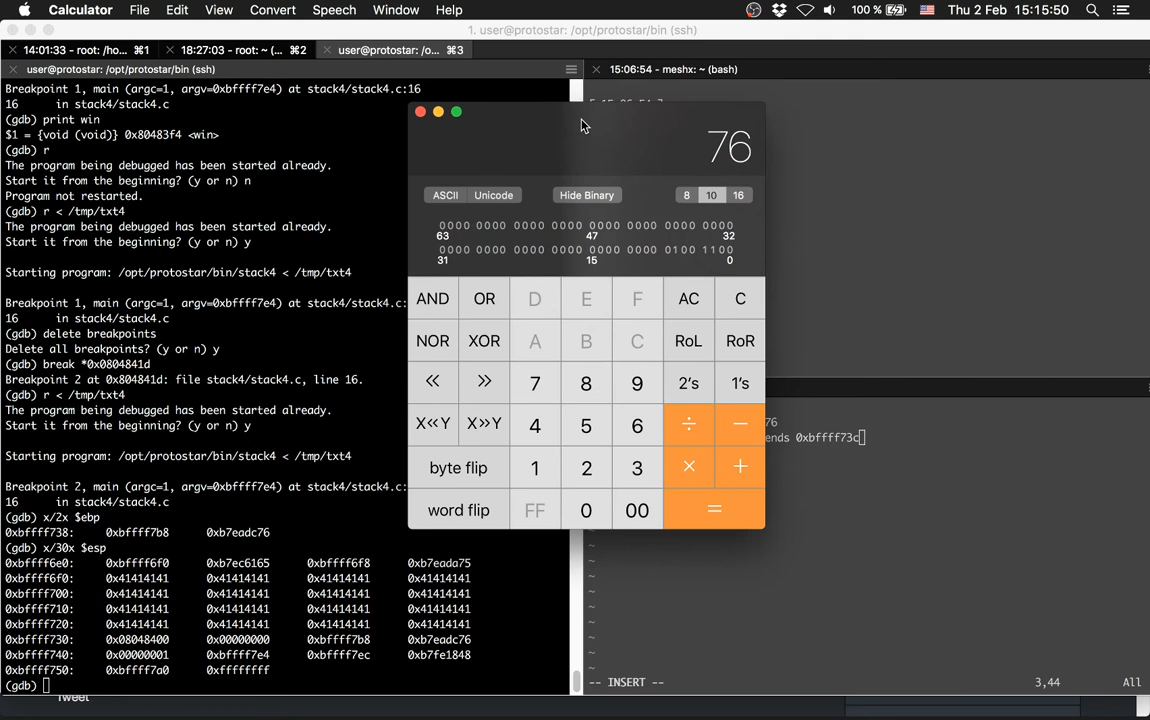 Calculator File Edit View Convert Speech Window Help 100 % Thu 2 Feb 15:15:50
1. user@protostar: /opt/protostar/bin (ssh)
14:01:33 - root: /ho... ⌘1 18:27:03 - root: ~ (... ⌘2 user@protostar: /o... ⌘3
user@protostar: /opt/protostar/bin (ssh)
Breakpoint 1, main (argc=1, argv=0xbffff7e4) at stack4/stack4.c:16
16 in stack4/stack4.c
(gdb) print win
$1 = {void (void)} 0x80483f4 <win>
(gdb) r
The program being debugged has been started already.
Start it from the beginning? (y or n) n
Program not restarted.
(gdb) r < /tmp/txt4
The program being debugged has been started already.
Start it from the beginning? (y or n) y
Starting program: /opt/protostar/bin/stack4 < /tmp/txt4
Breakpoint 1, main (argc=1, argv=0xbffff7e4) at stack4/stack4.c:
16 in stack4/stack4.c
(gdb) delete breakpoints
Delete all breakpoints? (y or n) y
(gdb) break *0x0804841d
Breakpoint 2 at 0x804841d: file stack4/stack4.c, line 16.
(gdb) r < /tmp/txt4
The program being debugged has been started already.
Start it from the beginning? (y or n) y
Starting program: /opt/protostar/bin/stack4 < /tmp/txt4
Breakpoint 2, main (argc=1, argv=0xbffff7e4) at stack4/stack4.c:
16 in stack4/stack4.c
(gdb) x/2x $ebp
0xbffff738: 0xbffff7b8 0xb7eadc76
(gdb) x/30x $esp
0xbffff6e0: 0xbffff6f0 0xb7ec6165 0xbffff6f8 0xb7eada75
0xbffff6f0: 0x41414141 0x41414141 0x41414141 0x41414141
0xbffff700: 0x41414141 0x41414141 0x41414141 0x41414141
0xbffff710: 0x41414141 0x41414141 0x41414141 0x41414141
0xbffff720: 0x41414141 0x41414141 0x41414141 0x41414141
0xbffff730: 0x08048400 0x00000000 0xbffff7b8 0xb7eadc76
0xbffff740: 0x00000001 0xbffff7e4 0xbffff7ec 0xb7fe1848
0xbffff750: 0xbffff7a0 0xffffffff
(gdb)
Tweet
15:06:54 - meshx: ~ (bash)
76
ASCII Unicode Hide Binary 8 10 16
0000 0000 0000 0000 0000 0000 0000 0000
63 47 32
0000 0000 0000 0000 0000 0000 0100 1100
31 15 0
AND OR D E F AC C
NOR XOR A B C RoL RoR
« » 7 8 9 2's 1's
X«Y X»Y 4 5 6 ÷ −
byte flip 1 2 3 × +
word flip FF 0 00 =
76
ends 0xbffff73c
~
~
~
~
~
~
~
~
~
-- INSERT -- 3,44 All